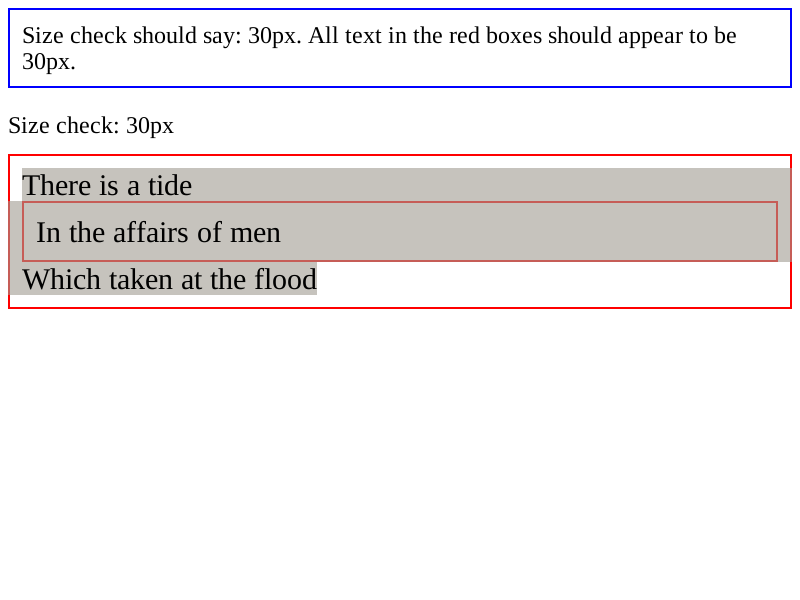 Size check should say: 30px. All text in the red boxes should appear to be
30px.
Size check: 30px
There is a tide
In the affairs of men
Which taken at the flood